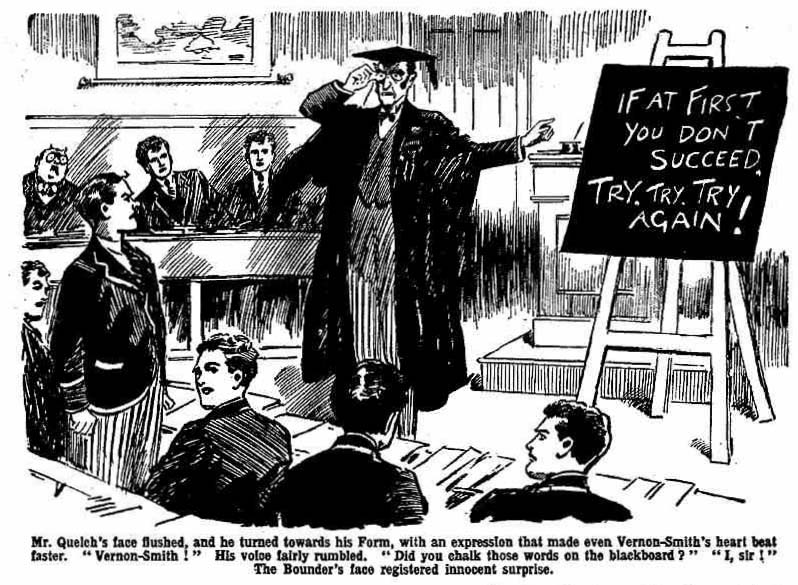 IF AT FIRST
YOU DON'T
SUCCEED.
TRY. TRY. TRY
AGAIN!
Mr. Quelch's face flushed, and he turned towards his Form, with an expression that made even Vernon-Smith's heart beat
faster. "Vernon-Smith!" His voice fairly rumbled. "Did you chalk those words on the blackboard?" "I, sir!"
The Bounder's face registered innocent surprise.